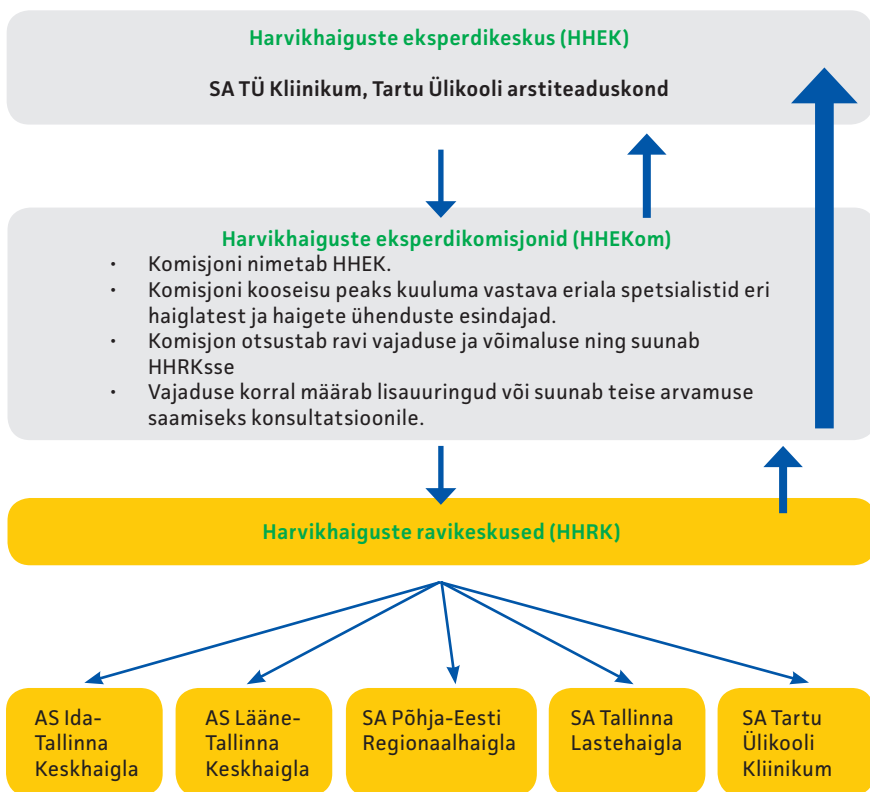 Harvikhaiguste eksperdikeskus (HHEK)
SA TÜ Kliinikum, Tartu Ülikooli arstiteaduskond
Harvikhaiguste eksperdikomisjonid (HHEKom)
• Komisjoni nimetab HHEK.
• Komisjoni kooseisu peaks kuuluma vastava eriala spetsialistid eri
haiglatest ja haigete ühenduste esindajad.
• Komisjon otsustab ravi vajaduse ja võimaluse ning suunab
HHRKsse
• Vajaduse korral määrab lisauuringud või suunab teise arvamuse
saamiseks konsultatsioonile.
Harvikhaiguste ravikeskused (HHRK)
AS Ida-
Tallinna
Keskhaigla
AS Lääne-
Tallinna
Keskhaigla
SA Põhja-Eesti
Regionaalhaigla
SA Tallinna
Lastehaigla
SA Tartu
Ülikooli
Kliinikum